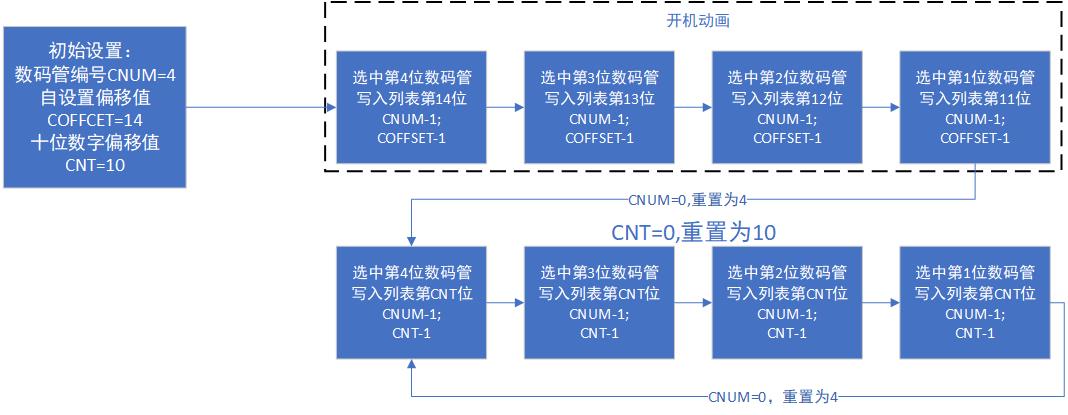 初始设置：
数码管编号CNUM=4
自设置偏移值
COFFCET=14
十位数字偏移值
CNT=10
开机动画
选中第4位数码管
写入列表第14位
CNUM-1;
COFFSET-1
选中第3位数码管
写入列表第13位
CNUM-1;
COFFSET-1
选中第2位数码管
写入列表第12位
CNUM-1;
COFFSET-1
选中第1位数码管
写入列表第11位
CNUM-1;
COFFSET-1
CNUM=0,重置为4
CNT=0,重置为10
选中第4位数码管
写入列表第CNT位
CNUM-1;
CNT-1
选中第3位数码管
写入列表第CNT位
CNUM-1;
CNT-1
选中第2位数码管
写入列表第CNT位
CNUM-1;
CNT-1
选中第1位数码管
写入列表第CNT位
CNUM-1;
CNT-1
CNUM=0，重置为4